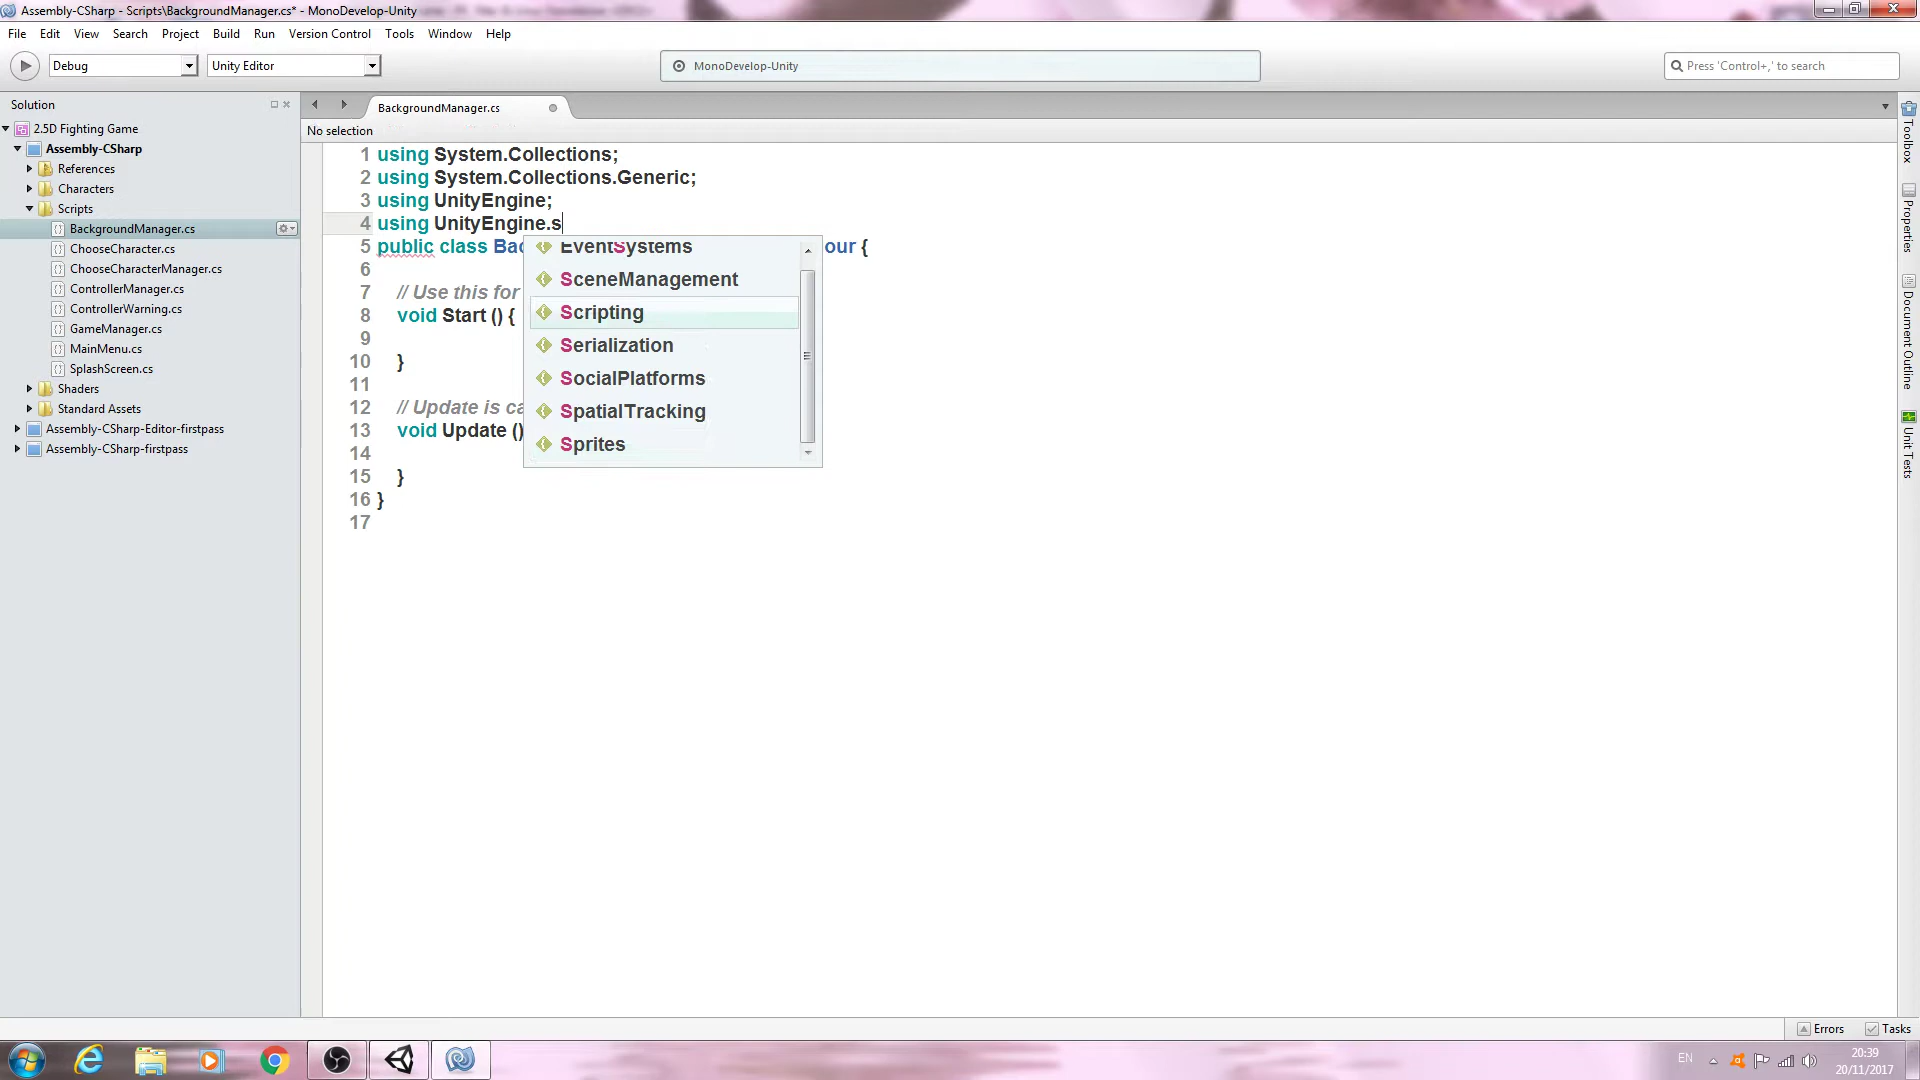 Assembly-CSharp - Scripts\BackgroundManager.cs* - MonoDevelop-Unity
File Edit View Search Project Build Run Version Control Tools Window Help
Debug Unity Editor MonoDevelop-Unity Press 'Control+,' to search
Solution
2.5D Fighting Game
Assembly-CSharp
References
Characters
Scripts
BackgroundManager.cs
ChooseCharacter.cs
ChooseCharacterManager.cs
ControllerManager.cs
ControllerWarning.cs
GameManager.cs
MainMenu.cs
SplashScreen.cs
Shaders
Standard Assets
Assembly-CSharp-Editor-firstpass
Assembly-CSharp-firstpass
BackgroundManager.cs
No selection
1 using System.Collections;
2 using System.Collections.Generic;
3 using UnityEngine;
4 using UnityEngine.s
5 public class Bac our {
6
7 // Use this for
8 void Start () {
9
10 }
11
12 // Update is ca
13 void Update ()
14
15 }
16 }
17
EventSystems
SceneManagement
Scripting
Serialization
SocialPlatforms
SpatialTracking
Sprites
Toolbox
Properties
Document Outline
Unit Tests
Errors Tasks
EN
20:39
20/11/2017